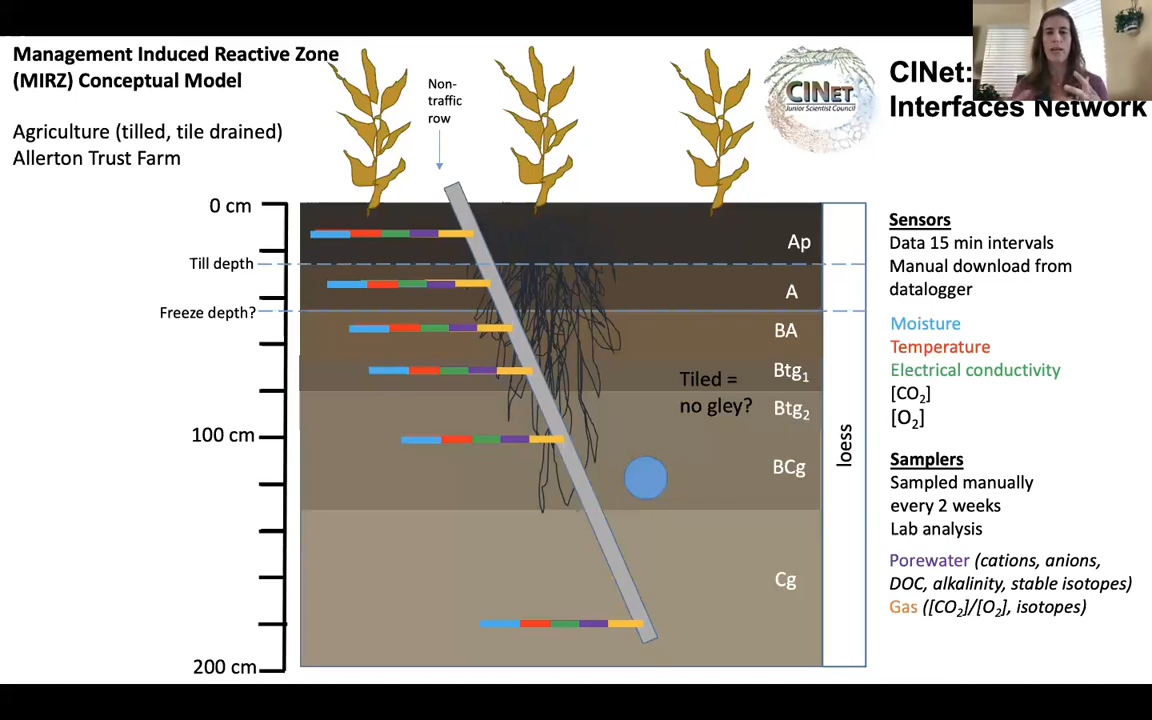 Management Induced Reactive Zone
(MIRZ) Conceptual Model
Agriculture (tilled, tile drained)
Allerton Trust Farm
Non-
traffic
row
CINET
Junior Scientist Council
CINet:
Interfaces Network
0 cm
Till depth
Freeze depth?
100 cm
200 cm
Ap
A
BA
Btg₁
Btg₂
BCg
Cg
Tiled =
no gley?
loess
Sensors
Data 15 min intervals
Manual download from
datalogger
Moisture
Temperature
Electrical conductivity
[CO₂]
[O₂]
Samplers
Sampled manually
every 2 weeks
Lab analysis
Porewater (cations, anions,
DOC, alkalinity, stable isotopes)
Gas ([CO₂]/[O₂], isotopes)